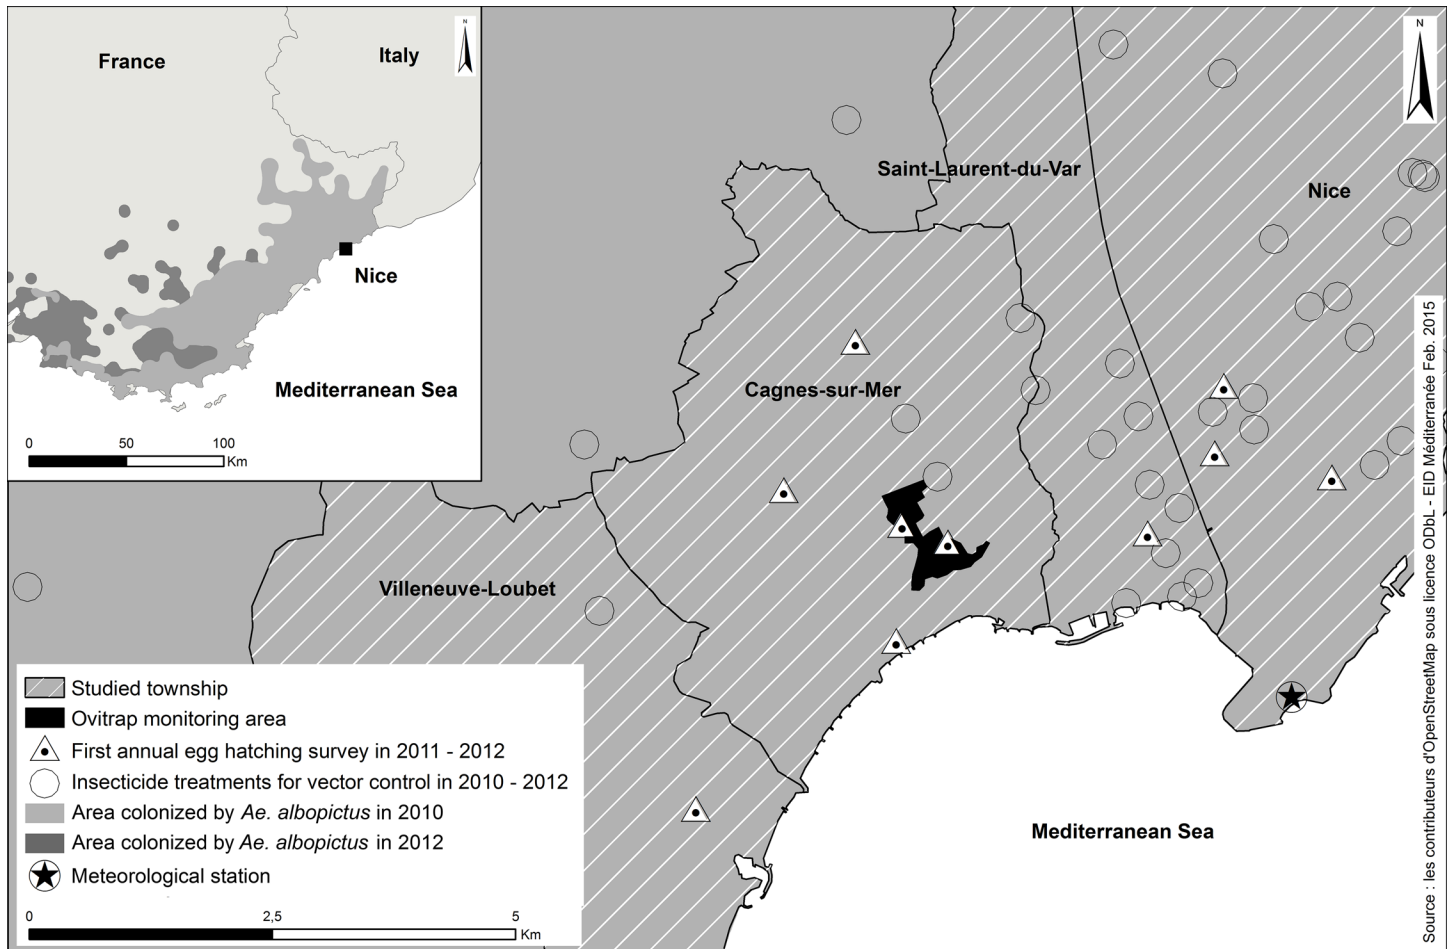 France
Italy
N
Nice
Mediterranean Sea
0 50 100
Km
N
Saint-Laurent-du-Var
Nice
Cagnes-sur-Mer
Villeneuve-Loubet
Mediterranean Sea
Studied township
Ovitrap monitoring area
First annual egg hatching survey in 2011 - 2012
Insecticide treatments for vector control in 2010 - 2012
Area colonized by Ae. albopictus in 2010
Area colonized by Ae. albopictus in 2012
Meteorological station
0 2,5 5
Km
Source : les contributeurs d'OpenStreetMap sous licence ODbL - EID Méditerranée Feb. 2015